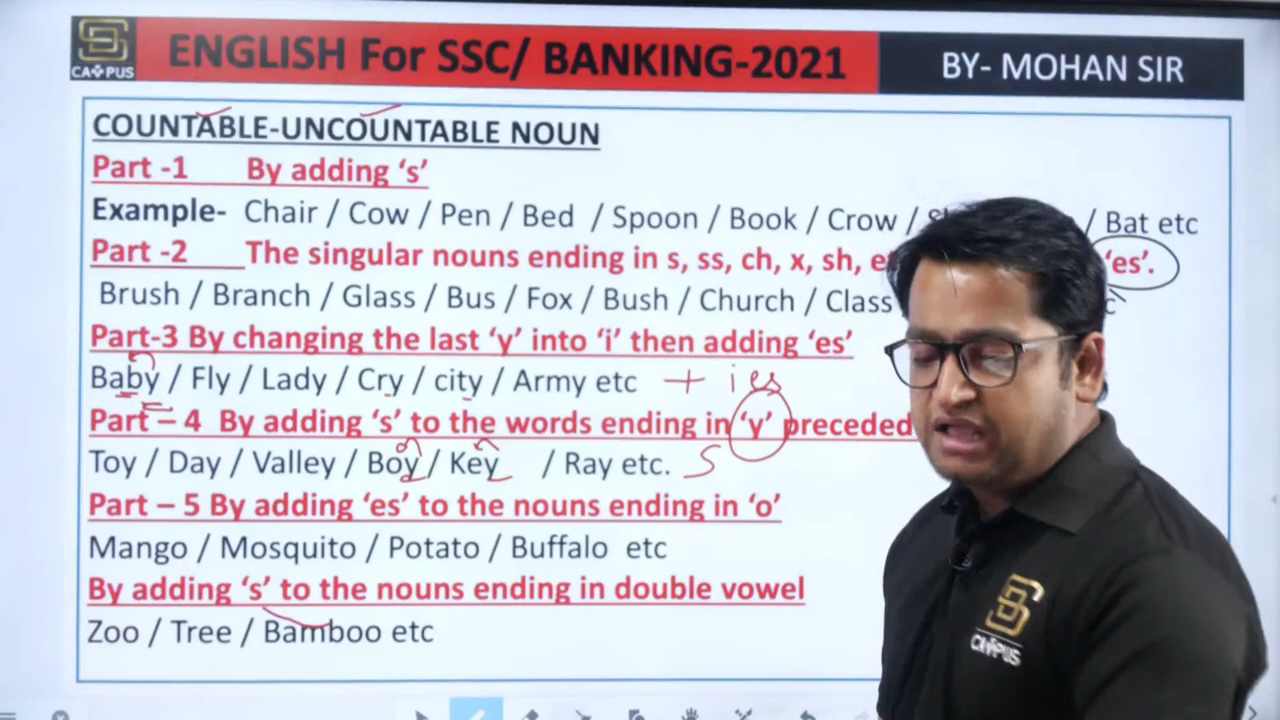 CAMPUS
ENGLISH For SSC/ BANKING-2021
BY- MOHAN SIR
COUNTABLE-UNCOUNTABLE NOUN
Part -1 By adding ‘s’
Example- Chair / Cow / Pen / Bed / Spoon / Book / Crow / / Bat etc
Part -2 The singular nouns ending in s, ss, ch, x, sh, ‘es’.
Brush / Branch / Glass / Bus / Fox / Bush / Church / Class
Part-3 By changing the last ‘y’ into ‘i’ then adding ‘es’
Baby / Fly / Lady / Cry / city / Army etc + ies
Part – 4 By adding ‘s’ to the words ending in ‘y’ preceded
Toy / Day / Valley / Boy / Key / Ray etc. S
Part – 5 By adding ‘es’ to the nouns ending in ‘o’
Mango / Mosquito / Potato / Buffalo etc
By adding ‘s’ to the nouns ending in double vowel
Zoo / Tree / Bamboo etc
CAMPUS